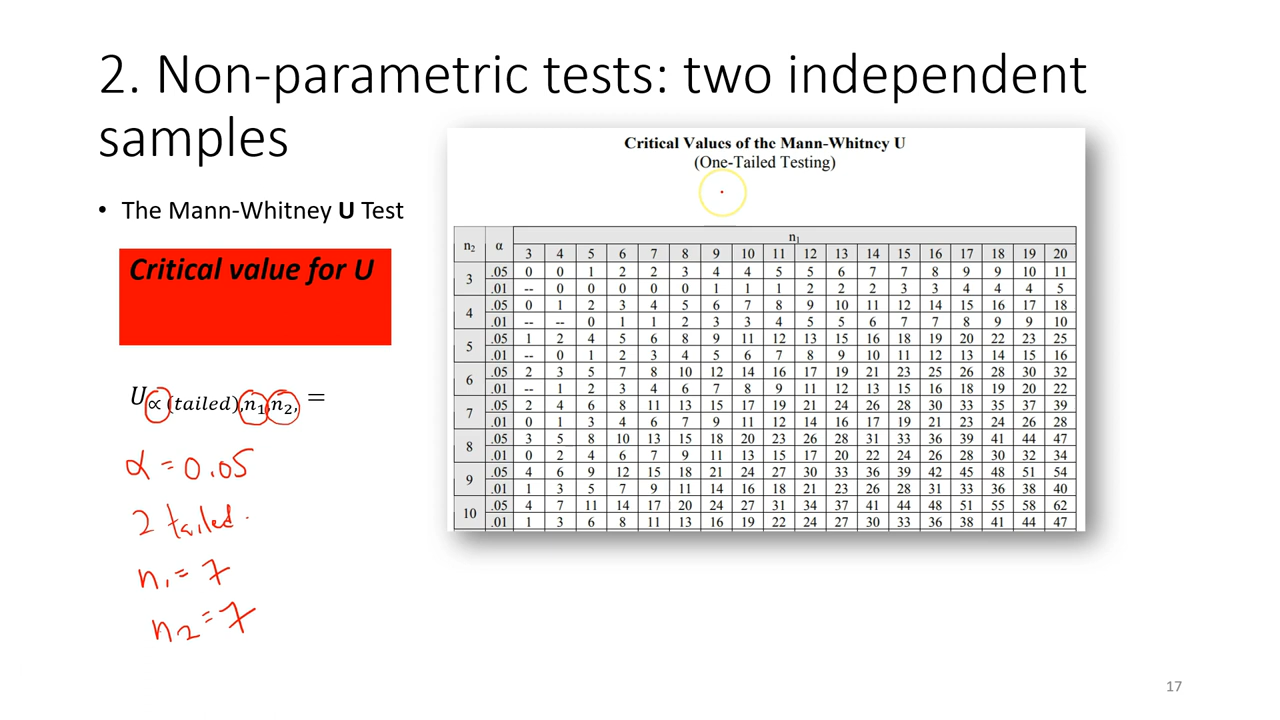 2. Non-parametric tests: two independent
samples
• The Mann-Whitney U Test
Critical value for U
U∝(tailed),n1,n2, =
α = 0.05
2 tailed.
n1 = 7
n2 = 7
Critical Values of the Mann-Whitney U
(One-Tailed Testing)
n2 α n1
3 4 5 6 7 8 9 10 11 12 13 14 15 16 17 18 19 20
3 .05 0 0 1 2 2 3 4 4 5 5 6 7 7 8 9 9 10 11
.01 -- 0 0 0 0 0 1 1 1 2 2 2 3 3 4 4 4 5
4 .05 0 1 2 3 4 5 6 7 8 9 10 11 12 14 15 16 17 18
.01 -- -- 0 1 1 2 3 3 4 5 5 6 7 7 8 9 9 10
5 .05 1 2 4 5 6 8 9 11 12 13 15 16 18 19 20 22 23 25
.01 -- 0 1 2 3 4 5 6 7 8 9 10 11 12 13 14 15 16
6 .05 2 3 5 7 8 10 12 14 16 17 19 21 23 25 26 28 30 32
.01 -- 1 2 3 4 6 7 8 9 11 12 13 15 16 18 19 20 22
7 .05 2 4 6 8 11 13 15 17 19 21 24 26 28 30 33 35 37 39
.01 0 1 3 4 6 7 9 11 12 14 16 17 19 21 23 24 26 28
8 .05 3 5 8 10 13 15 18 20 23 26 28 31 33 36 39 41 44 47
.01 0 2 4 6 7 9 11 13 15 17 20 22 24 26 28 30 32 34
9 .05 4 6 9 12 15 18 21 24 27 30 33 36 39 42 45 48 51 54
.01 1 3 5 7 9 11 14 16 18 21 23 26 28 31 33 36 38 40
10 .05 4 7 11 14 17 20 24 27 31 34 37 41 44 48 51 55 58 62
.01 1 3 6 8 11 13 16 19 22 24 27 30 33 36 38 41 44 47
17